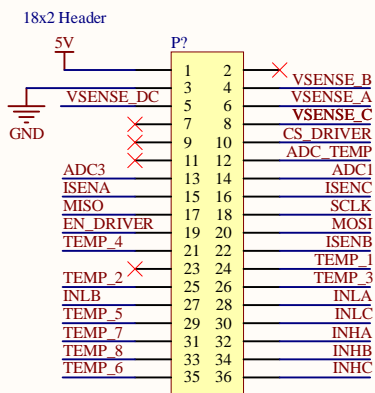 18x2 Header
5V P?
1 2
3 4 VSENSE_B
GND
VSENSE_DC 5 6 VSENSE_A
7 8 VSENSE_C
9 10 CS_DRIVER
11 12 ADC_TEMP
ADC3 13 14 ADC1
ISENA 15 16 ISENC
MISO 17 18 SCLK
EN_DRIVER 19 20 MOSI
TEMP_4 21 22 ISENB
23 24 TEMP_1
TEMP_2 25 26 TEMP_3
INLB 27 28 INLA
TEMP_5 29 30 INLC
TEMP_7 31 32 INHA
TEMP_8 33 34 INHB
TEMP_6 35 36 INHC